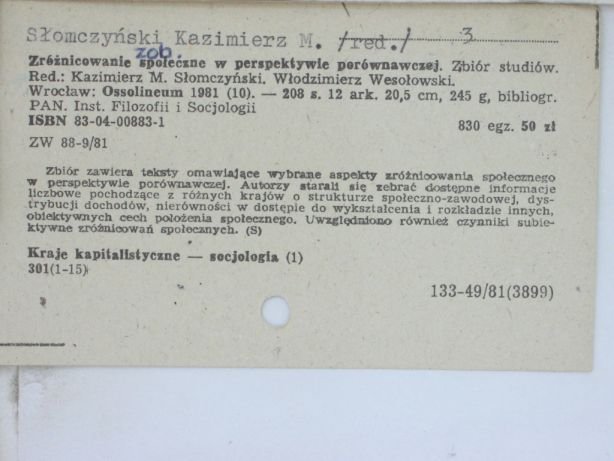 Słomczyński Kazimierz M. /red./ 3
zob.
Zróżnicowanie społeczne w perspektywie porównawczej. Zbiór studiów.
Red.: Kazimierz M. Słomczyński. Włodzimierz Wesołowski.
Wrocław: Ossolineum 1981 (10). — 208 s. 12 ark. 20,5 cm, 245 g, bibliogr.
PAN. Inst. Filozofii i Socjologii
ISBN 83-04-00883-1 830 egz. 50 zł
ZW 88-9/81
Zbiór zawiera teksty omawiające wybrane aspekty zróżnicowania społecznego
w perspektywie porównawczej. Autorzy starali się zebrać dostępne informacje
liczbowe pochodzące z różnych krajów o strukturze społeczno-zawodowej, dys-
trybucji dochodów, nierówności w dostępie do wykształcenia i rozkładzie innych,
obiektywnych cech położenia społecznego. Uwzględniono również czynniki subie-
ktywne zróżnicowań społecznych. (S)
Kraje kapitalistyczne — socjologia (1)
301(1-15)
133-49/81(3899)